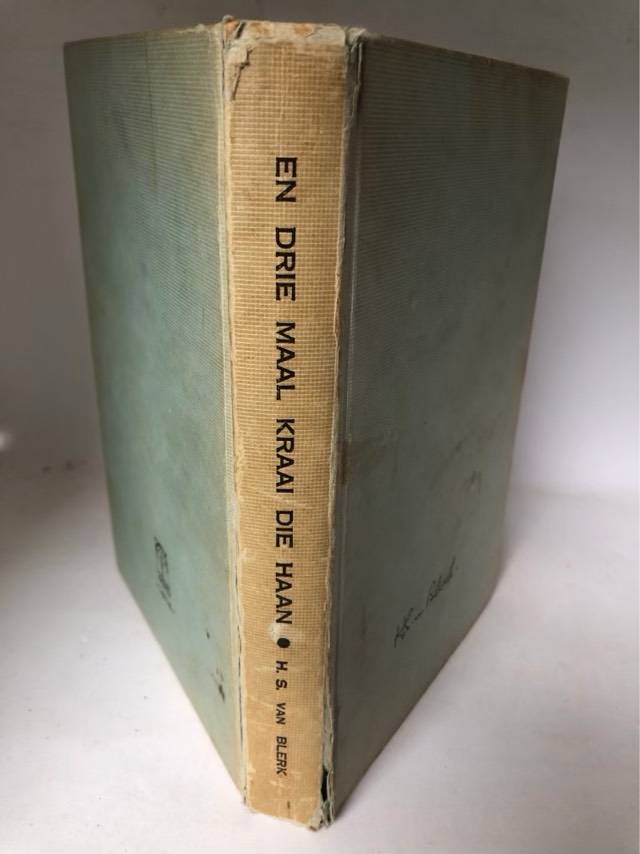 EN DRIE MAAL KRAAI DIE HAAN • H. S. VAN BLERK